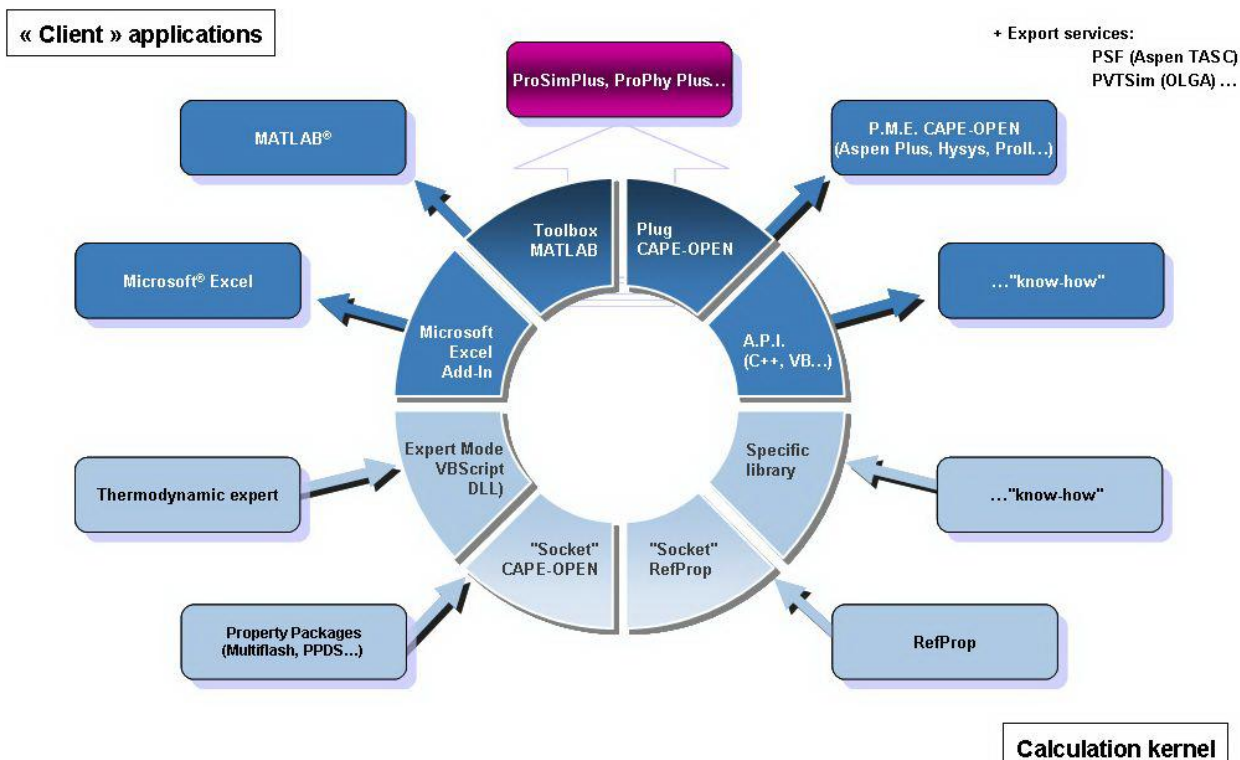 « Client » applications
+ Export services:
PSF (Aspen TASC)
PVTSim (OLGA) ...
ProSimPlus, ProPhy Plus...
MATLAB®
P.M.E. CAPE-OPEN
(Aspen Plus, Hysys, ProII...)
Toolbox
MATLAB
Plug
CAPE-OPEN
Microsoft® Excel
..."know-how"
Microsoft
Excel
Add-In
A.P.I.
(C++, VB...)
Expert Mode
VBScript
DLL)
Specific
library
Thermodynamic expert
..."know-how"
"Socket"
CAPE-OPEN
"Socket"
RefProp
Property Packages
(Multiflash, PPDS...)
RefProp
Calculation kernel